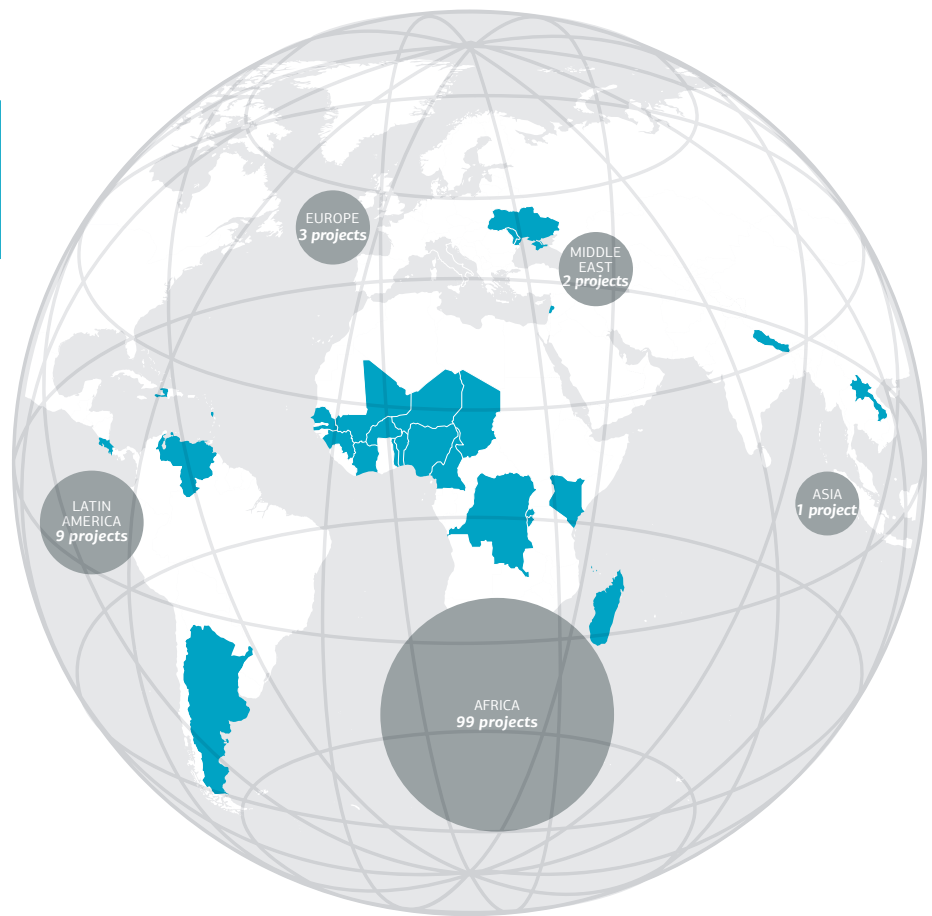 EUROPE
3 projects
MIDDLE
EAST
2 projects
LATIN
AMERICA
9 projects
ASIA
1 project
AFRICA
99 projects